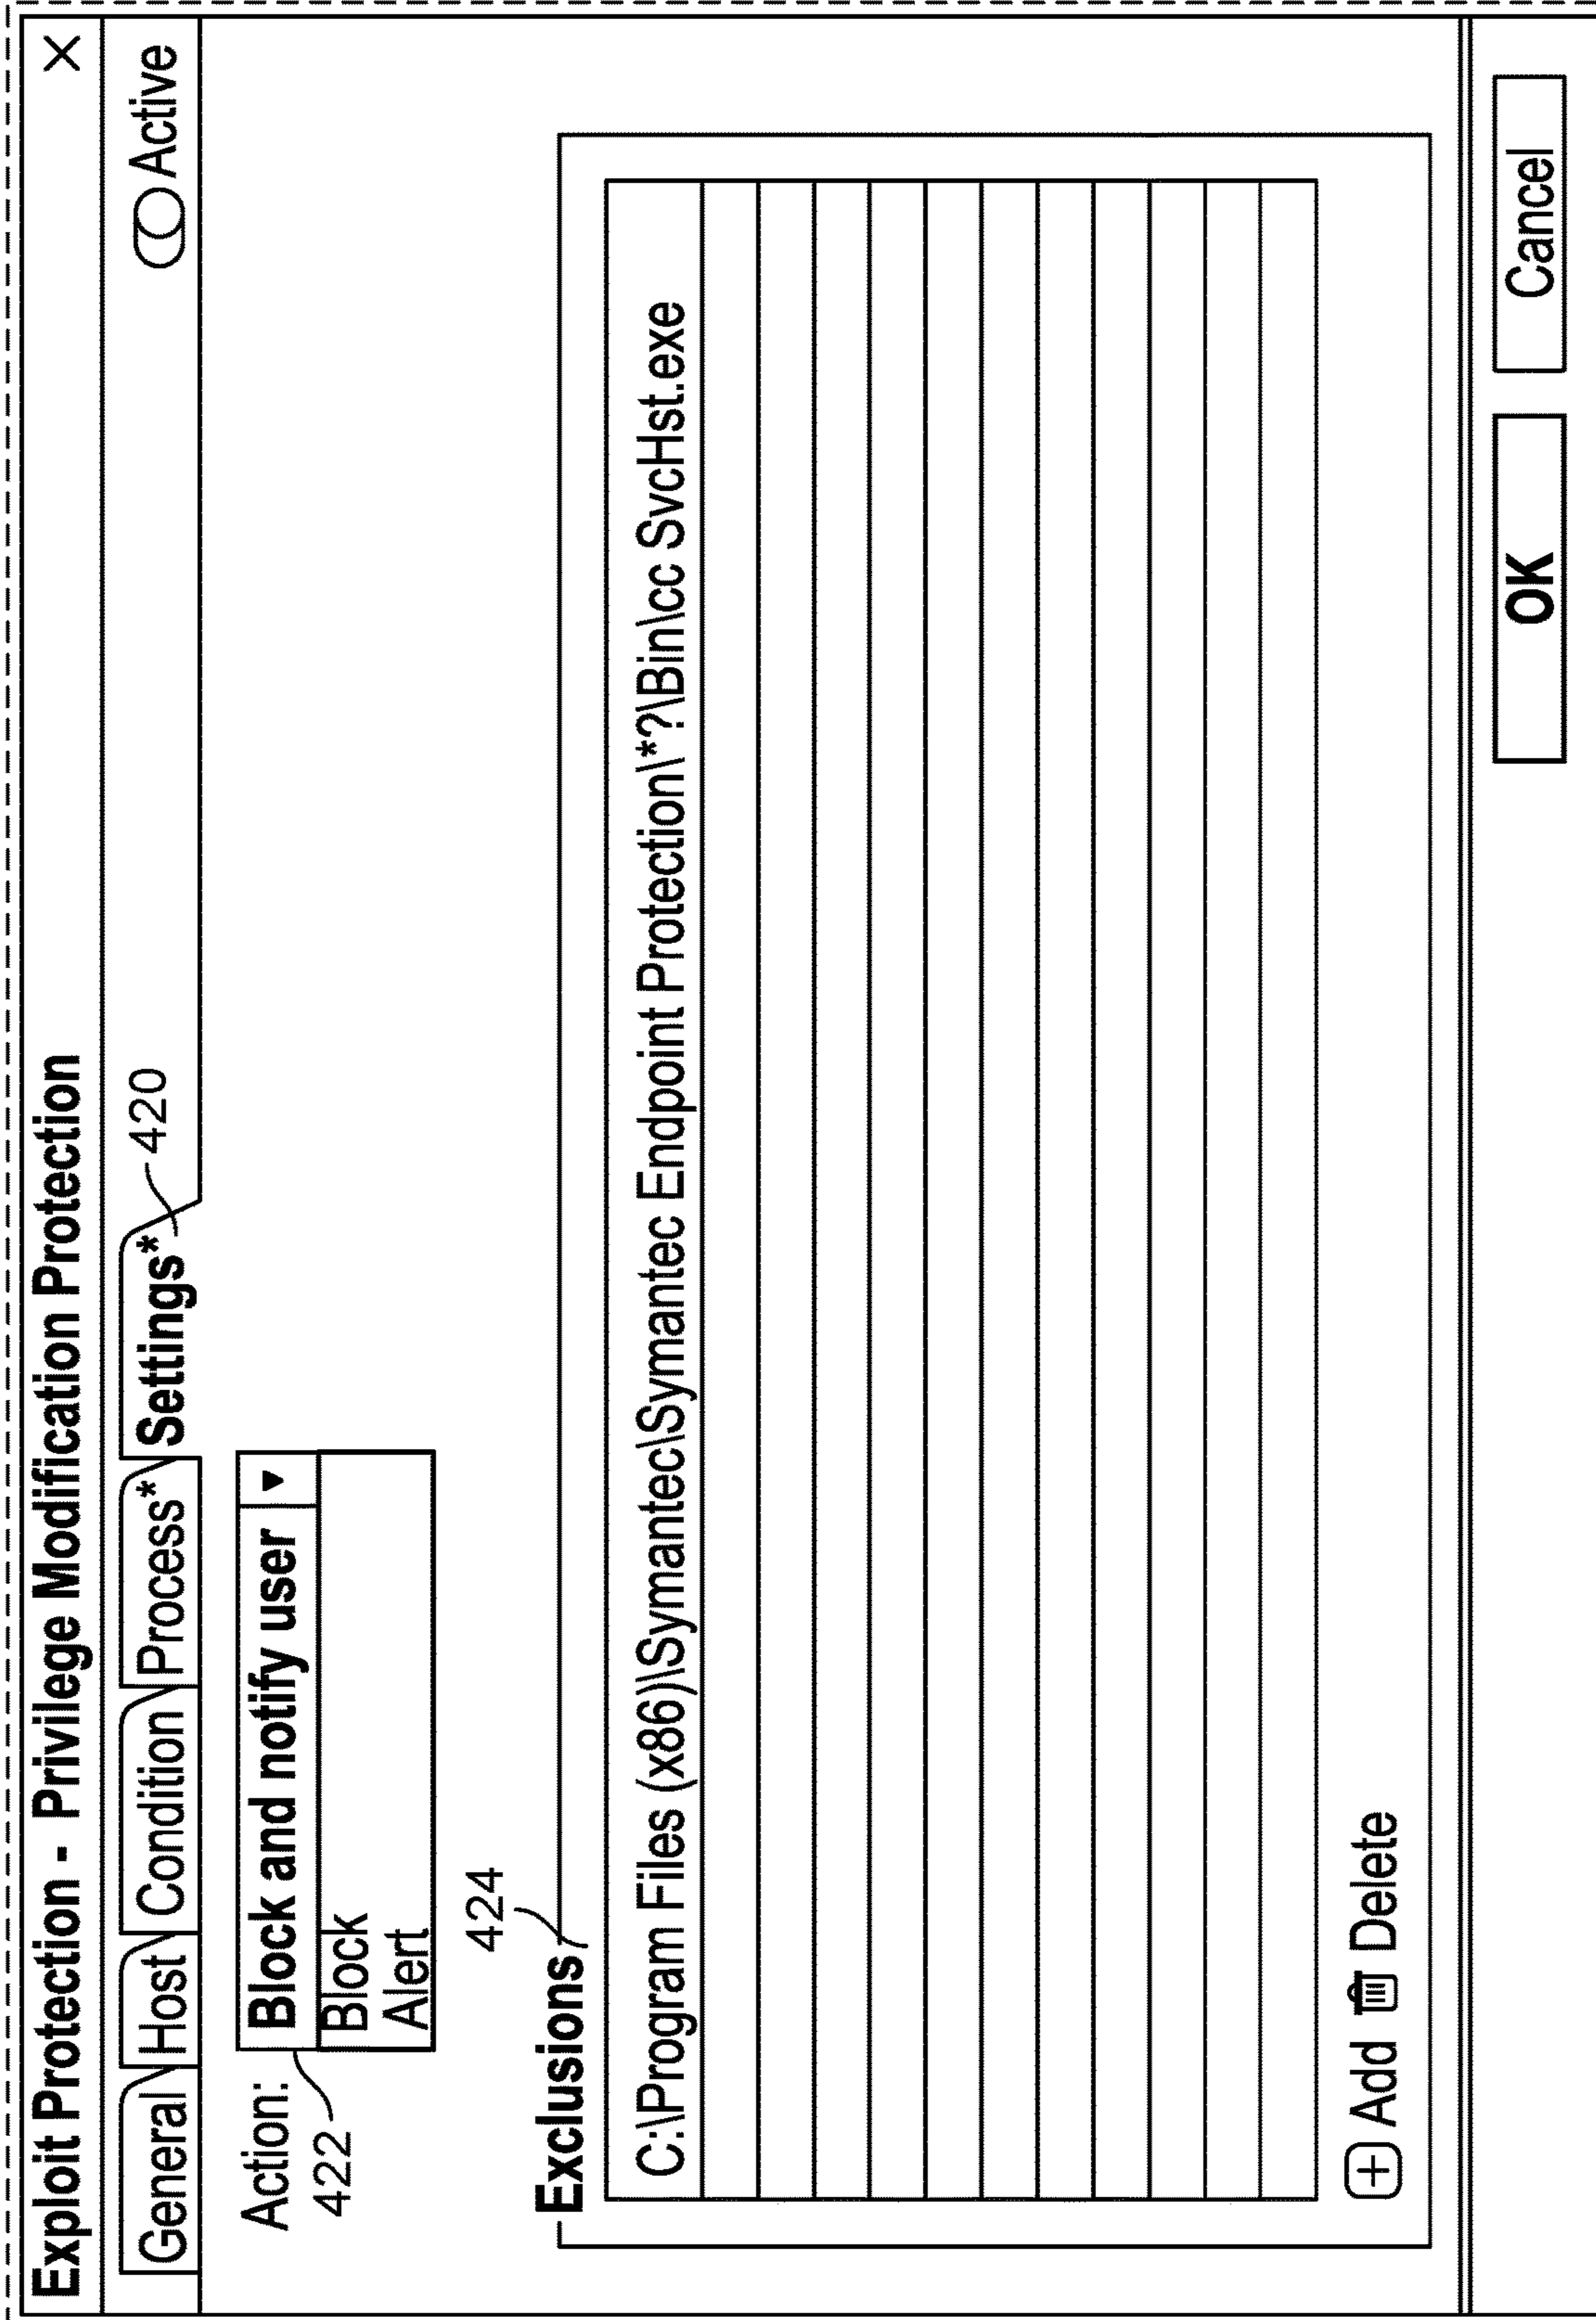 Exploit Protection - Privilege Modification Protection X
General Host Condition Process* Settings* 420 Active
Action: Block and notify user ▼
422 Block
Alert
424
Exclusions
C:\Program Files (x86)\Symantec\Symantec Endpoint Protection\*?\Bin\cc SvcHst.exe
+ Add Delete
OK Cancel